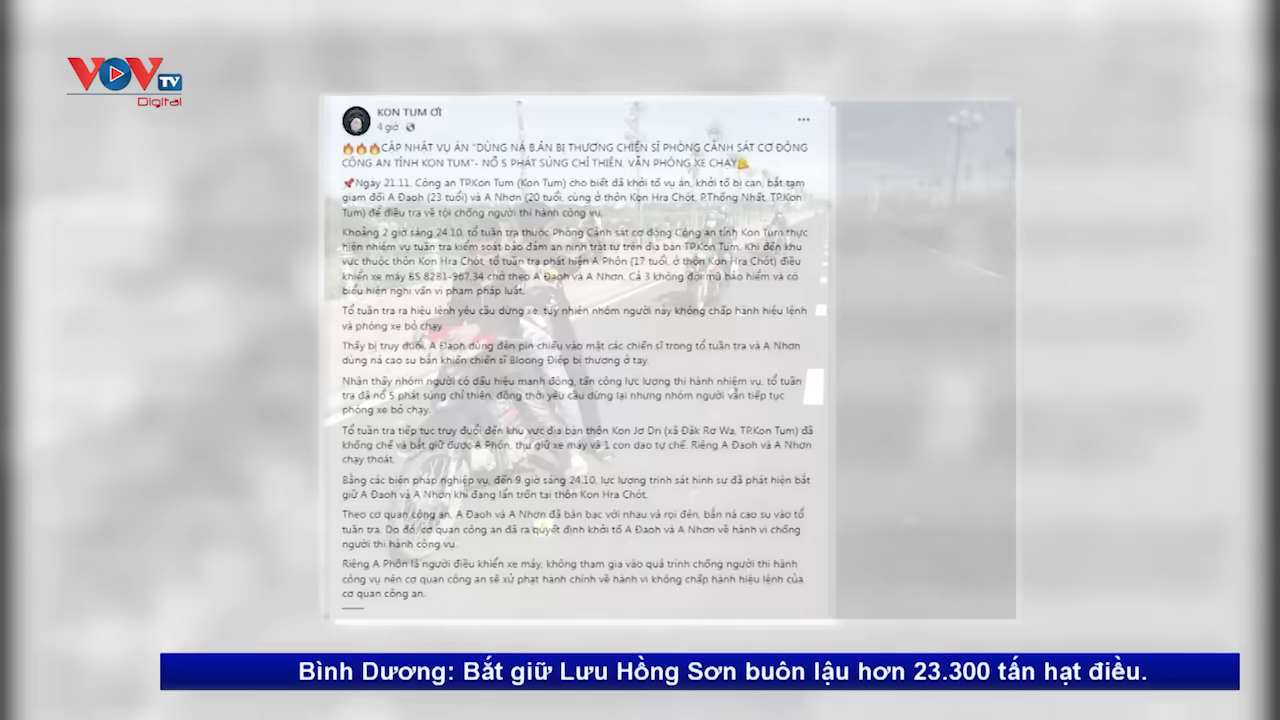 VOV TV
Digital
KON TUM ƠI
4 giờ
CẬP NHẬT VỤ ÁN "DÙNG NÁ B.ẮN BỊ THƯƠNG CHIẾN SĨ PHÒNG CẢNH SÁT CƠ ĐỘNG
CÔNG AN TỈNH KON TUM"- NỔ 5 PHÁT SÚNG CHỈ THIÊN, VẪN PHÓNG XE CHẠY
Ngày 21.11, Công an TP.Kon Tum (Kon Tum) cho biết đã khởi tố vụ án, khởi tố bị can, bắt tạm
giam đối A Đaoh (23 tuổi) và A Nhơn (20 tuổi, cùng ở thôn Kon Hra Chót, P.Thống Nhất, TP.Kon
Tum) để điều tra về tội chống người thi hành công vụ.
Khoảng 2 giờ sáng 24.10, tổ tuần tra thuộc Phòng Cảnh sát cơ động Công an tỉnh Kon Tum thực
hiện nhiệm vụ tuần tra kiểm soát bảo đảm an ninh trật tự trên địa bàn TP.Kon Tum. Khi đến khu
vực thuộc thôn Kon Hra Chót, tổ tuần tra phát hiện A Phôn (17 tuổi, ở thôn Kon Hra Chót) điều
khiển xe máy BS 82B1-967.34 chở theo A Đaoh và A Nhơn. Cả 3 không đội mũ bảo hiểm và có
biểu hiện nghi vấn vi phạm pháp luật.
Tổ tuần tra ra hiệu lệnh yêu cầu dừng xe, tuy nhiên nhóm người này không chấp hành hiệu lệnh
và phóng xe bỏ chạy.
Thấy bị truy đuổi, A Đaoh dùng đèn pin chiếu vào mặt các chiến sĩ trong tổ tuần tra và A Nhơn
dùng ná cao su bắn khiến chiến sĩ Bloong Điếp bị thương ở tay.
Nhận thấy nhóm người có dấu hiệu manh động, tấn công lực lượng thi hành nhiệm vụ, tổ tuần
tra đã nổ 5 phát súng chỉ thiên, đồng thời yêu cầu dừng lại nhưng nhóm người vẫn tiếp tục
phóng xe bỏ chạy.
Tổ tuần tra tiếp tục truy đuổi đến khu vực địa bàn thôn Kon Jơ Dri (xã Đăk Rơ Wa, TP.Kon Tum) đã
khống chế và bắt giữ được A Phôn, thu giữ xe máy và 1 con dao tự chế. Riêng A Đaoh và A Nhơn
chạy thoát.
Bằng các biện pháp nghiệp vụ, đến 9 giờ sáng 24.10, lực lượng trinh sát hình sự đã phát hiện bắt
giữ A Đaoh và A Nhơn khi đang lẩn trốn tại thôn Kon Hra Chót.
Theo cơ quan công an, A Đaoh và A Nhơn đã bàn bạc với nhau và rọi đèn, bắn ná cao su vào tổ
tuần tra. Do đó, cơ quan công an đã ra quyết định khởi tố A Đaoh và A Nhơn về hành vi chống
người thi hành công vụ.
Riêng A Phôn là người điều khiển xe máy, không tham gia vào quá trình chống người thi hành
công vụ nên cơ quan công an sẽ xử phạt hành chính về hành vi không chấp hành hiệu lệnh của
cơ quan công an.
Bình Dương: Bắt giữ Lưu Hồng Sơn buôn lậu hơn 23.300 tấn hạt điều.